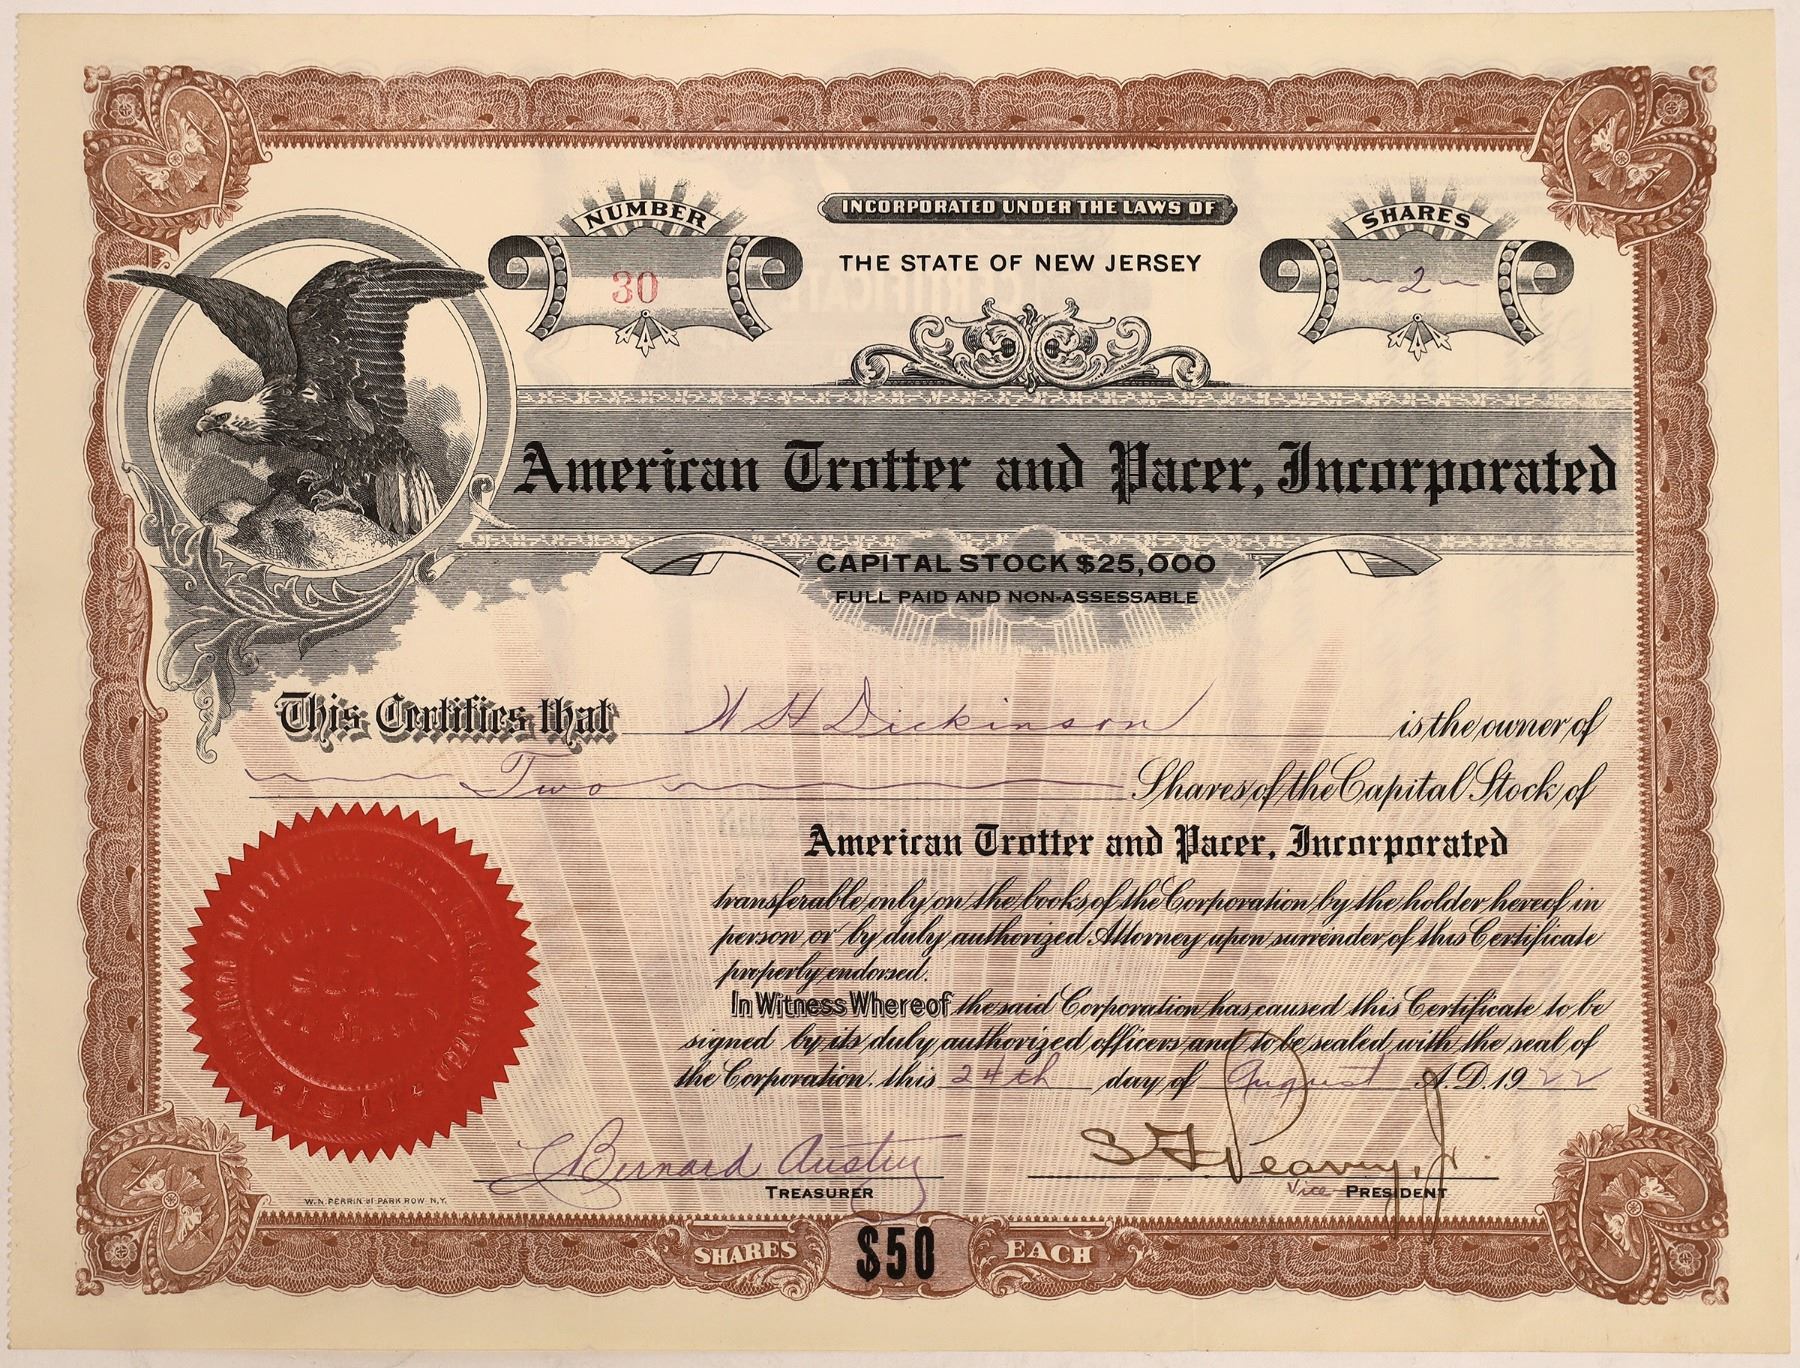 NUMBER
30
INCORPORATED UNDER THE LAWS OF
THE STATE OF NEW JERSEY
SHARES
2
American Trotter and Pacer, Incorporated
CAPITAL STOCK $25,000
FULL PAID AND NON-ASSESSABLE
This Certifies that W H Dickinson is the owner of
Two Shares of the Capital Stock of
American Trotter and Pacer, Incorporated
transferable only on the books of the Corporation by the holder hereof in
person or by duly authorized Attorney upon surrender of this Certificate
properly endorsed.
In Witness Whereof the said Corporation has caused this Certificate to be
signed by its duly authorized officers and to be sealed with the seal of
the Corporation, this 24th day of August A.D. 1922
Bernard Austin
TREASURER
Peavey, Jr.
Vice PRESIDENT
W.N. PERRIN 81 PARK ROW N.Y.
SHARES $50 EACH